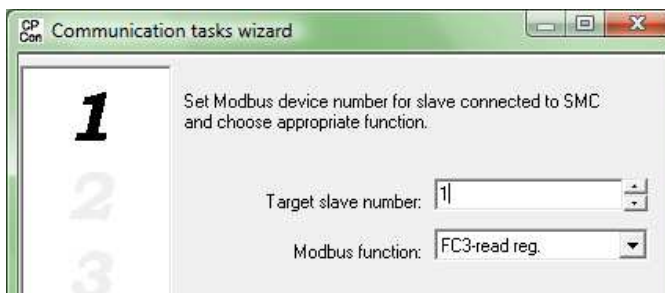 CP
Con
Communication tasks wizard
1
Set Modbus device number for slave connected to SMC
and choose appropriate function.
2
Target slave number: 1
Modbus function: FC3-read reg.
3